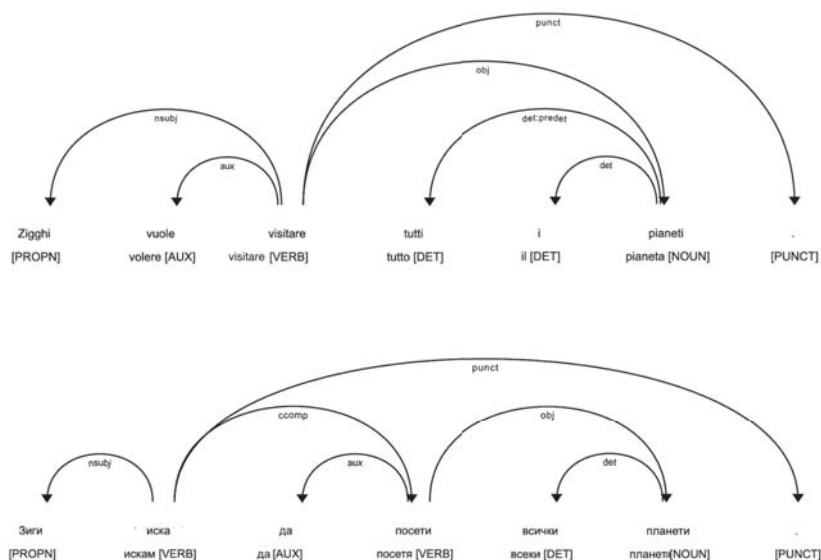 punct
obj
nsubj
det:predet
aux
det
Zigghi vuole visitare tutti i pianeti .
[PROPN] volere [AUX] visitare [VERB] tutto [DET] il [DET] pianeta [NOUN] [PUNCT]
punct
ccomp
obj
nsubj
aux
det
Зиги иска да посети всички планети .
[PROPN] искам [VERB] да [AUX] посетя [VERB] всеки [DET] планета[NOUN] [PUNCT]